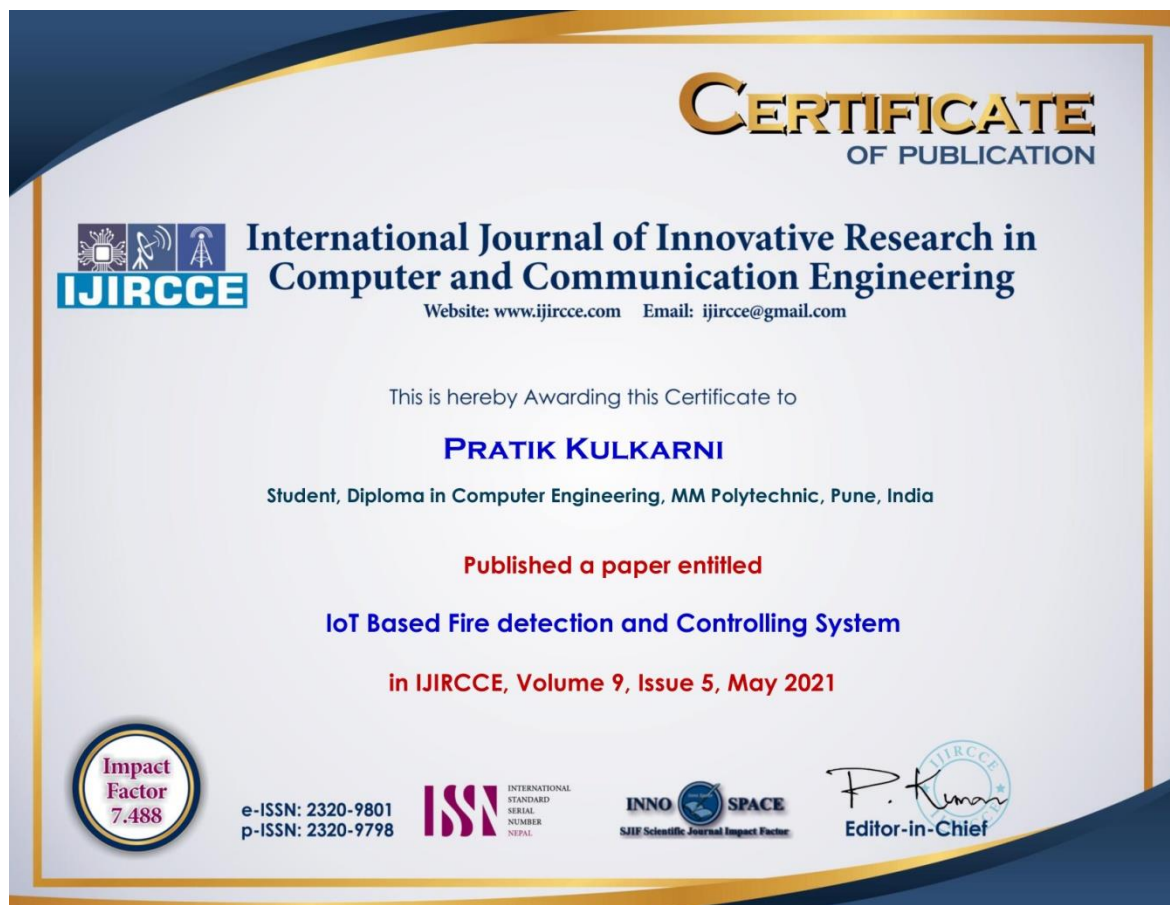 CERTIFICATE
OF PUBLICATION
IJIRCCE
International Journal of Innovative Research in
Computer and Communication Engineering
Website: www.ijircce.com Email: ijircce@gmail.com
This is hereby Awarding this Certificate to
PRATIK KULKARNI
Student, Diploma in Computer Engineering, MM Polytechnic, Pune, India
Published a paper entitled
IoT Based Fire detection and Controlling System
in IJIRCCE, Volume 9, Issue 5, May 2021
Impact
Factor
7.488
e-ISSN: 2320-9801
p-ISSN: 2320-9798
ISSN
INTERNATIONAL
STANDARD
SERIAL
NUMBER
NEPAL
INNO SPACE
SJIF Scientific Journal Impact Factor
IJIRCCE
P. Kumar
Editor-in-Chief